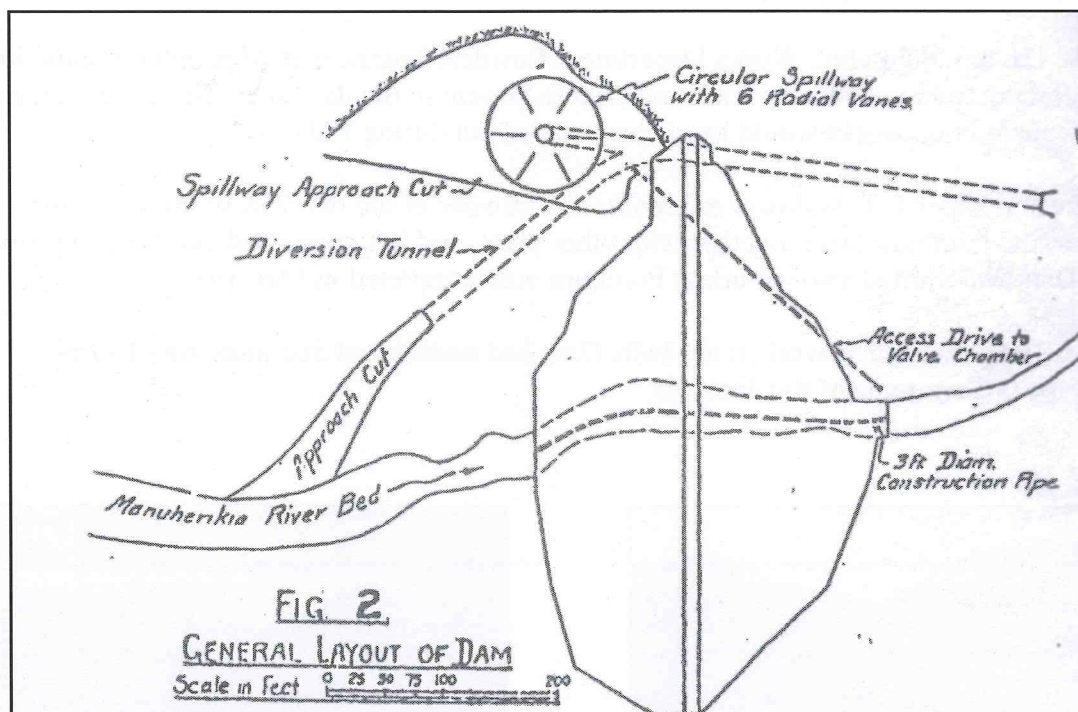 Circular Spillway
with 6 Radial Vanes
Spillway Approach Cut
Diversion Tunnel
Access Drive to
Valve Chamber
Approach Cut
3ft Diam.
Construction Pipe
Manuherikia River Bed
FIG. 2
GENERAL LAYOUT OF DAM
Scale in Feet 0 25 50 75 100 200